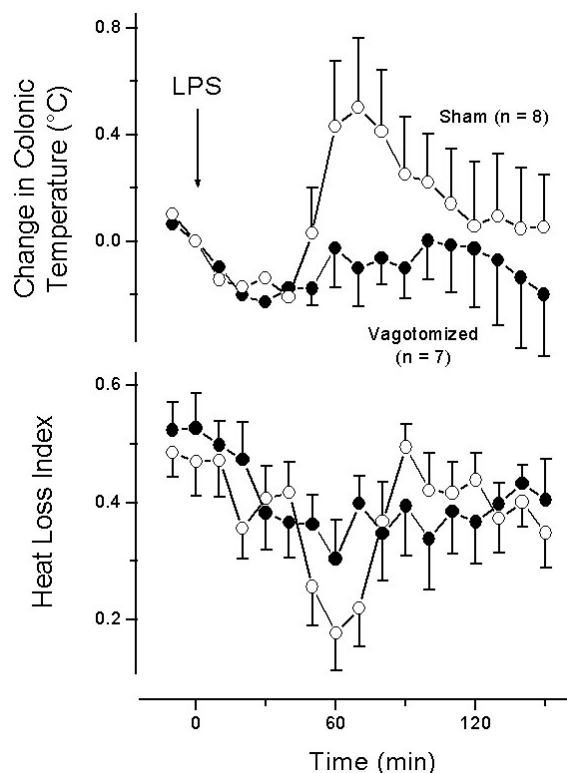 0.8
LPS
Sham (n = 8)
0.4
0.0
Change in Colonic
Temperature (°C)
Vagotomized
(n = 7)
0.6
0.4
0.2
Heat Loss Index
0
60
120
Time (min)